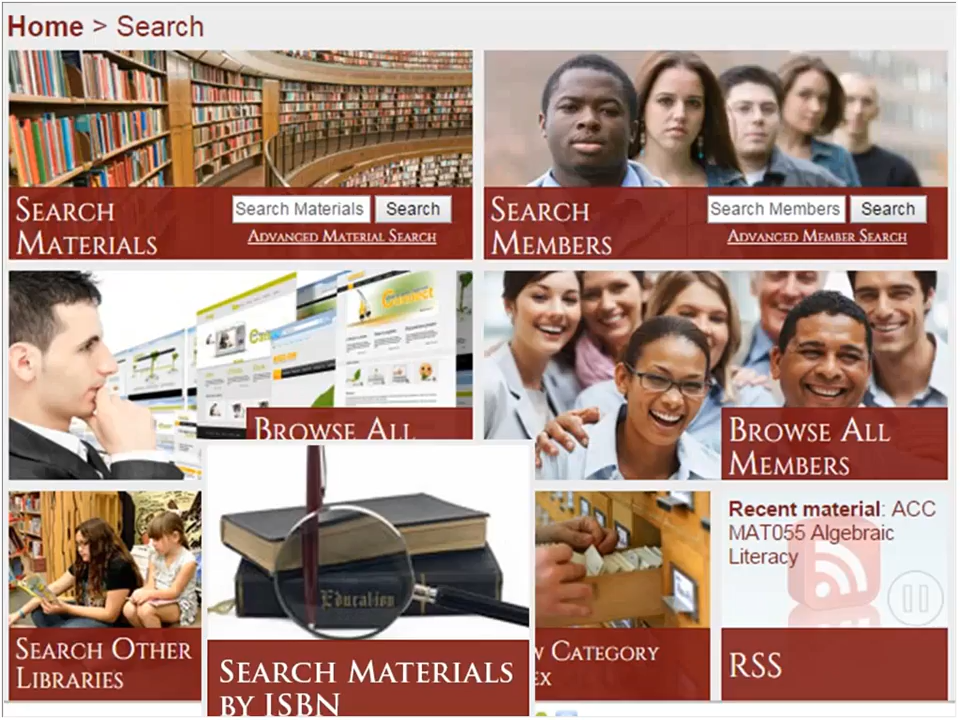 Home > Search
Search Materials
Search
Search
Materials
Advanced Material Search
Search Members
Search
Search
Members
Advanced Member Search
Connect
Browse All
Browse All
Members
Education
Recent material: ACC
MAT055 Algebraic
Literacy
Search Other
Libraries
Search Materials
by ISBN
Category
RSS